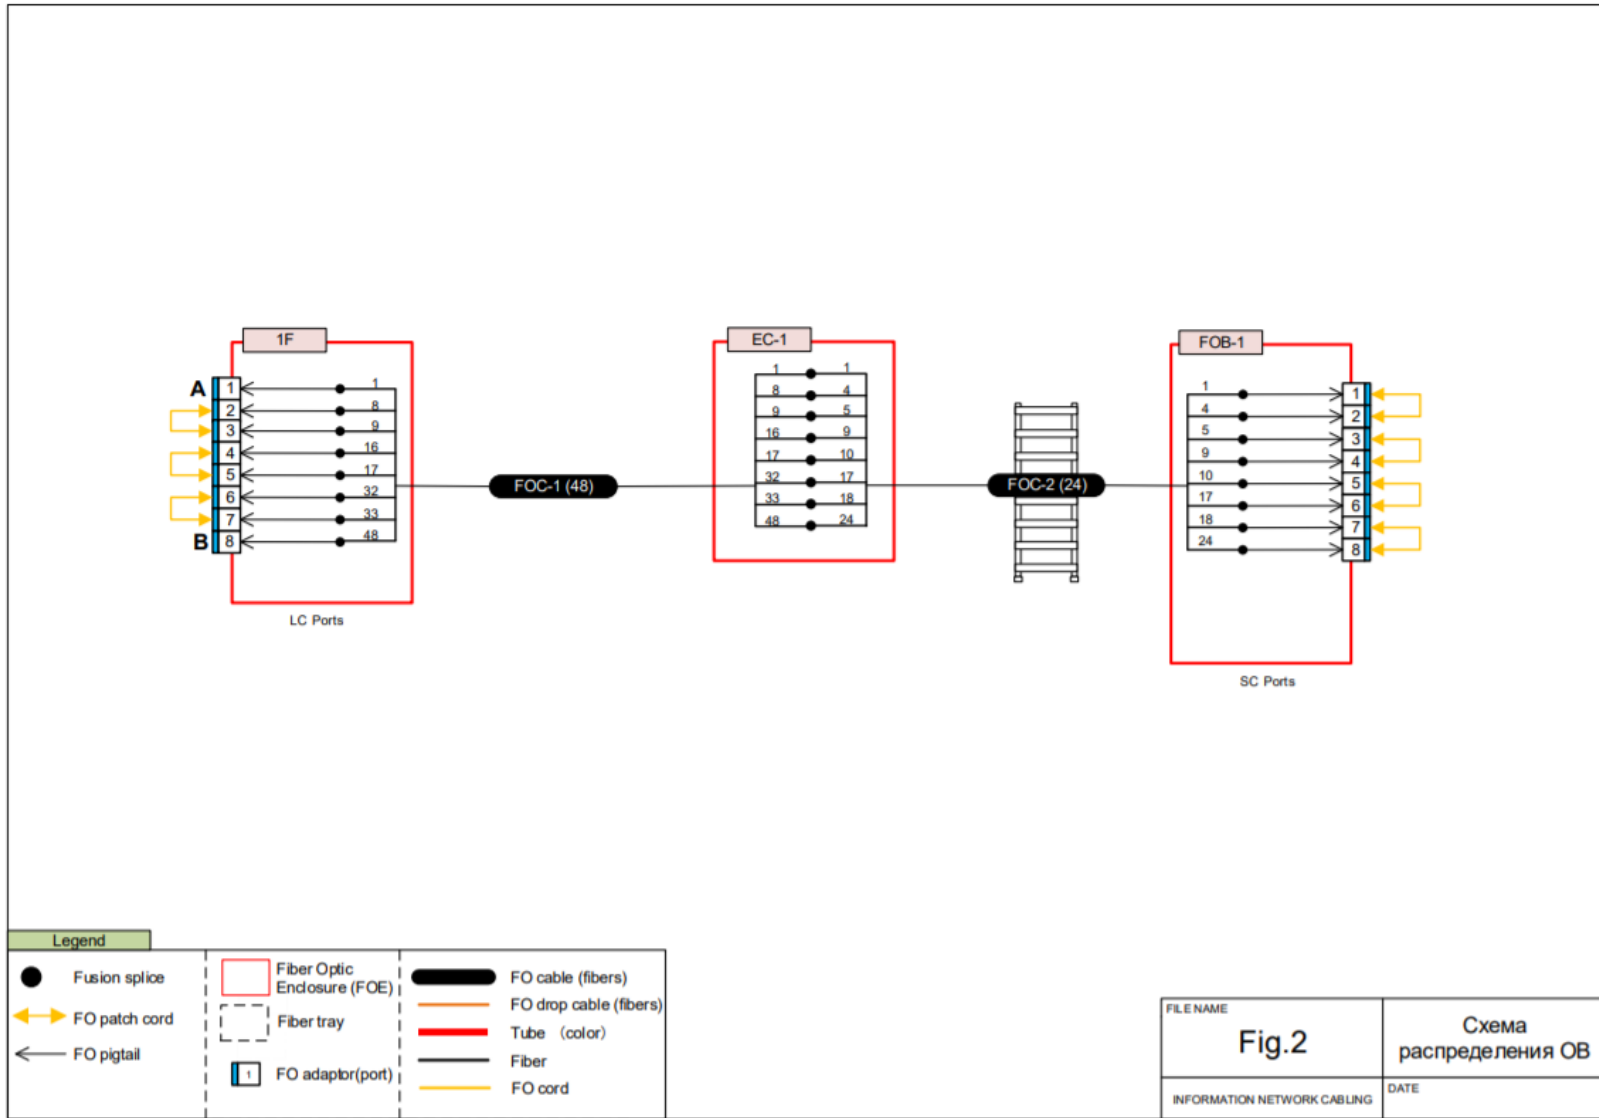 1F
A
1
2
3
4
5
6
7
8
B
1
8
9
16
17
32
33
48
LC Ports
FOC-1 (48)
EC-1
1 1
8 4
9 5
16 9
17 10
32 17
33 18
48 24
FOC-2 (24)
FOB-1
1
4
5
9
10
17
18
24
1
2
3
4
5
6
7
8
SC Ports
Legend
Fusion splice
FO patch cord
FO pigtail
Fiber Optic
Enclosure (FOE)
Fiber tray
1
FO adaptor(port)
FO cable (fibers)
FO drop cable (fibers)
Tube (color)
Fiber
FO cord
FILE NAME
Fig.2
INFORMATION NETWORK CABLING
Схема
распределения ОВ
DATE